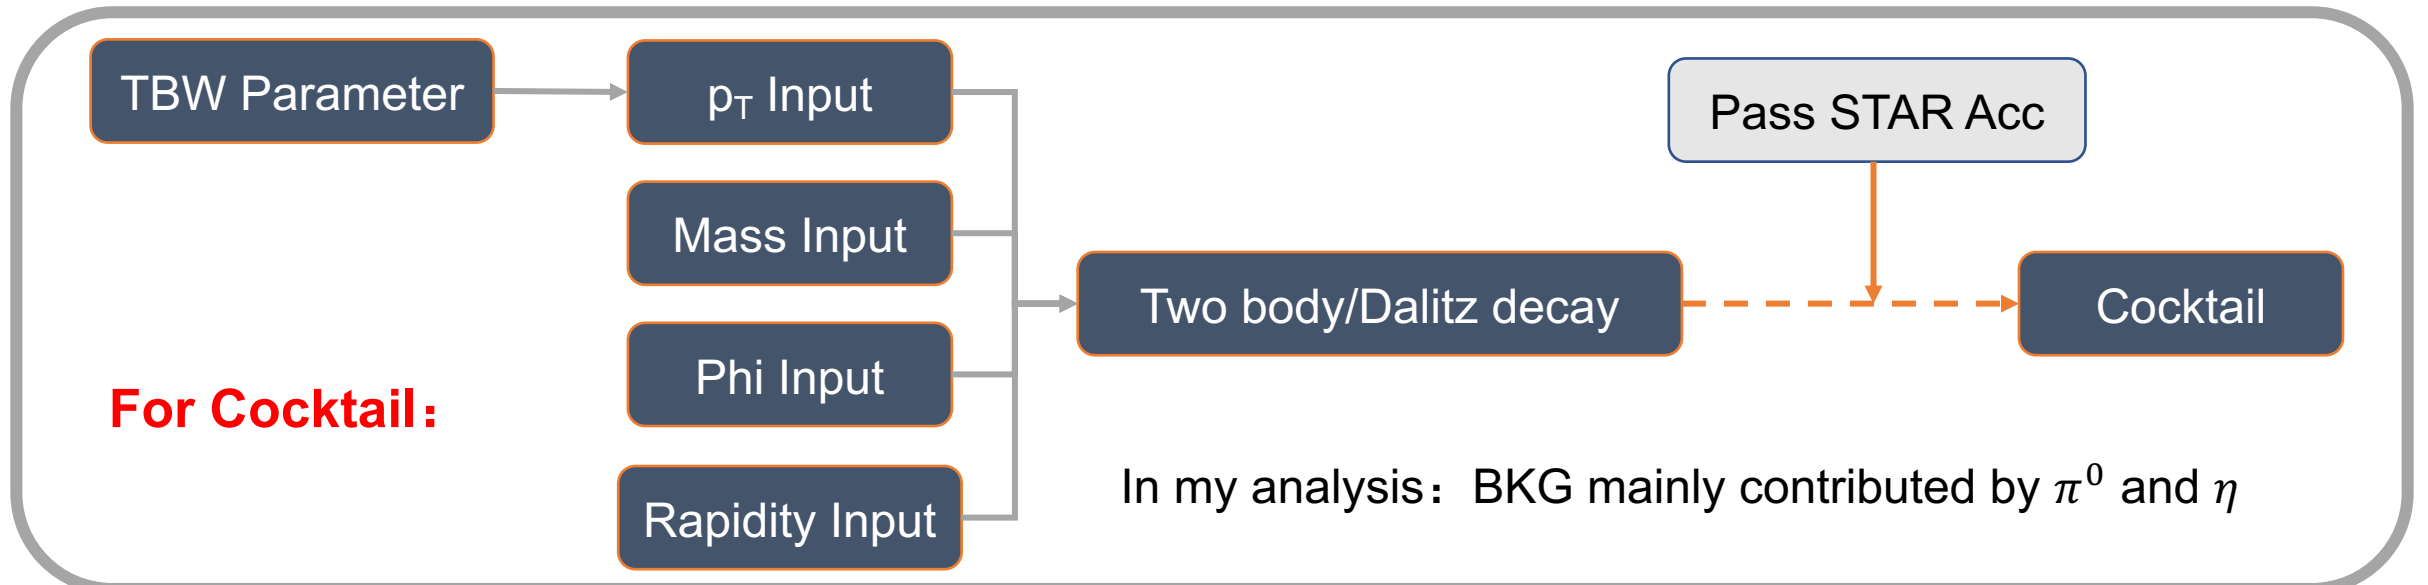 TBW Parameter
p_T Input
Pass STAR Acc
Mass Input
Two body/Dalitz decay
Cocktail
Phi Input
For Cocktail：
In my analysis：BKG mainly contributed by π⁰ and η
Rapidity Input